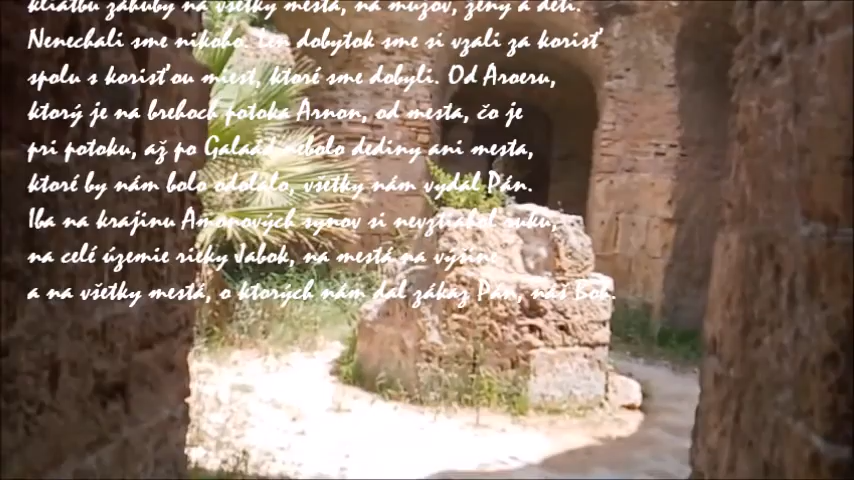 kliatbu záhuby na všetky mestá, na mužov, ženy a deti.
Nenechali sme nikoho. Len dobytok sme si vzali za korisť
spolu s korisťou miest, ktoré sme dobyli. Od Aroeru,
ktorý je na brehoch potoka Arnon, od mesta, čo je
pri potoku, až po Galaad nebolo dediny, ani mesta,
ktoré by nám bolo odolalo, všetky nám vydal Pán.
Iba na krajinu Amonových synov si nevztiahol ruku,
na celé územie rieky Jabok, na mestá na výšine
a na všetky mestá, o ktorých nám dal zákaz Pán, náš Boh.